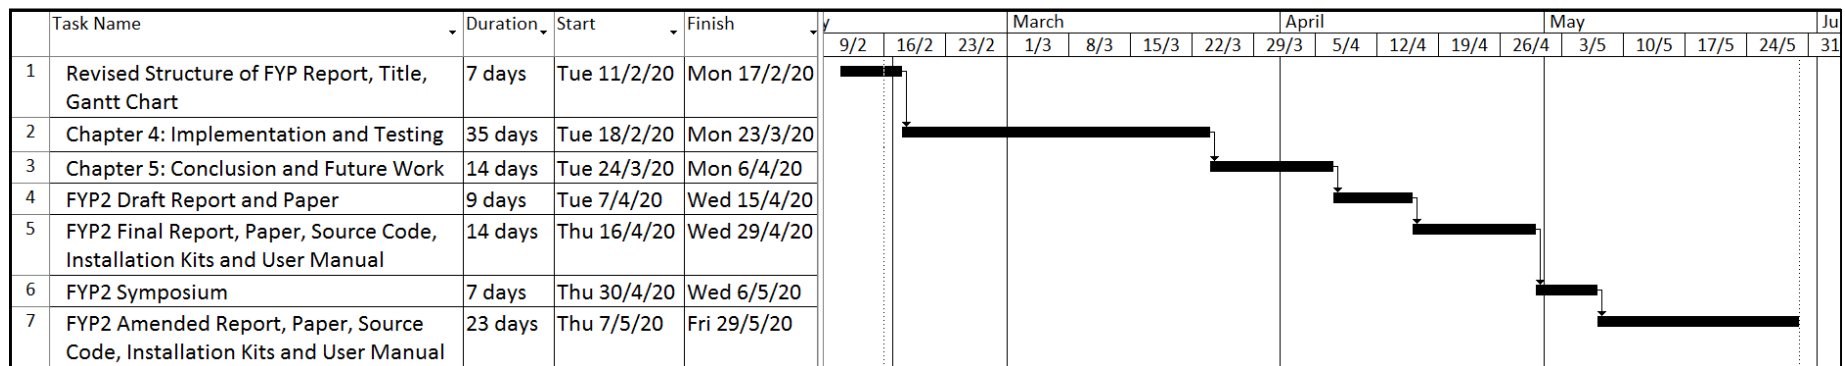 Task Name Duration Start Finish y March April May Ju
9/2 16/2 23/2 1/3 8/3 15/3 22/3 29/3 5/4 12/4 19/4 26/4 3/5 10/5 17/5 24/5 31
1 Revised Structure of FYP Report, Title, 7 days Tue 11/2/20 Mon 17/2/20
Gantt Chart
2 Chapter 4: Implementation and Testing 35 days Tue 18/2/20 Mon 23/3/20
3 Chapter 5: Conclusion and Future Work 14 days Tue 24/3/20 Mon 6/4/20
4 FYP2 Draft Report and Paper 9 days Tue 7/4/20 Wed 15/4/20
5 FYP2 Final Report, Paper, Source Code, 14 days Thu 16/4/20 Wed 29/4/20
Installation Kits and User Manual
6 FYP2 Symposium 7 days Thu 30/4/20 Wed 6/5/20
7 FYP2 Amended Report, Paper, Source 23 days Thu 7/5/20 Fri 29/5/20
Code, Installation Kits and User Manual